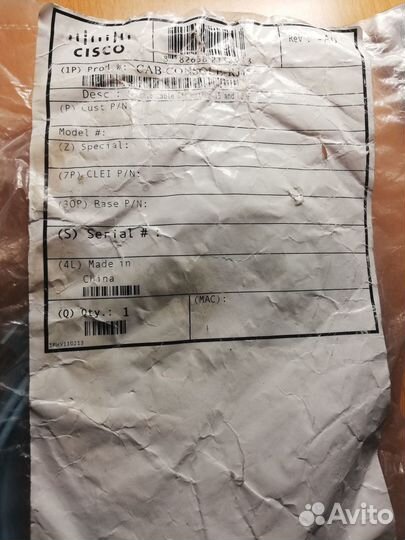 CISCO
Rev:
(1P) Prod #: CAB CONSOLE
Desc :
(P) Cust P/N:
Model #:
(Z) Special:
(7P) CLEI P/N:
(30P) Base P/N:
(S) Serial # :
(4L) Made in
China
(Q) Qty.: 1
(MAC):
Avito